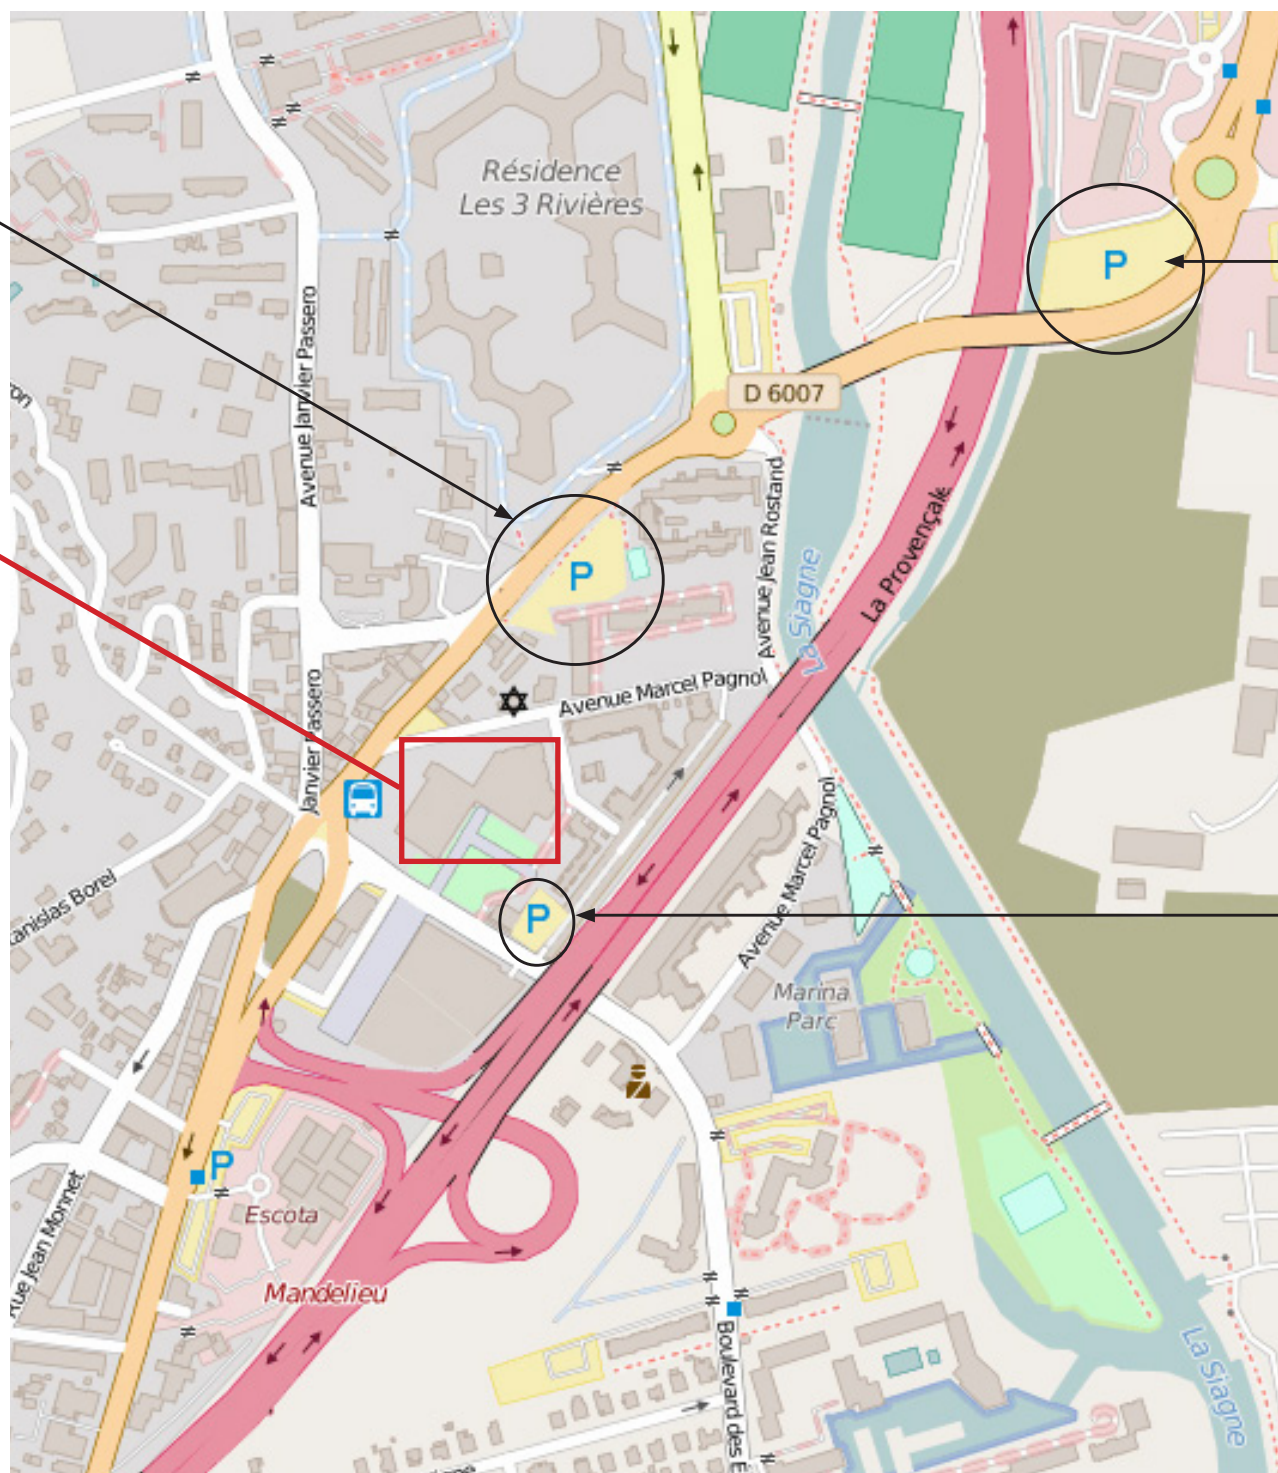 Résidence
Les 3 Rivières
P
Avenue Janvier Passero
D 6007
P
Avenue Jean Rostand
La Provençale
La Siagne
Avenue Marcel Pagnol
Janvier Passero
P
Avenue Marcel Pagnol
Marina
Parc
P
Escota
Rue Jean Monnet
Mandelieu
Boulevard des E
La Siagne